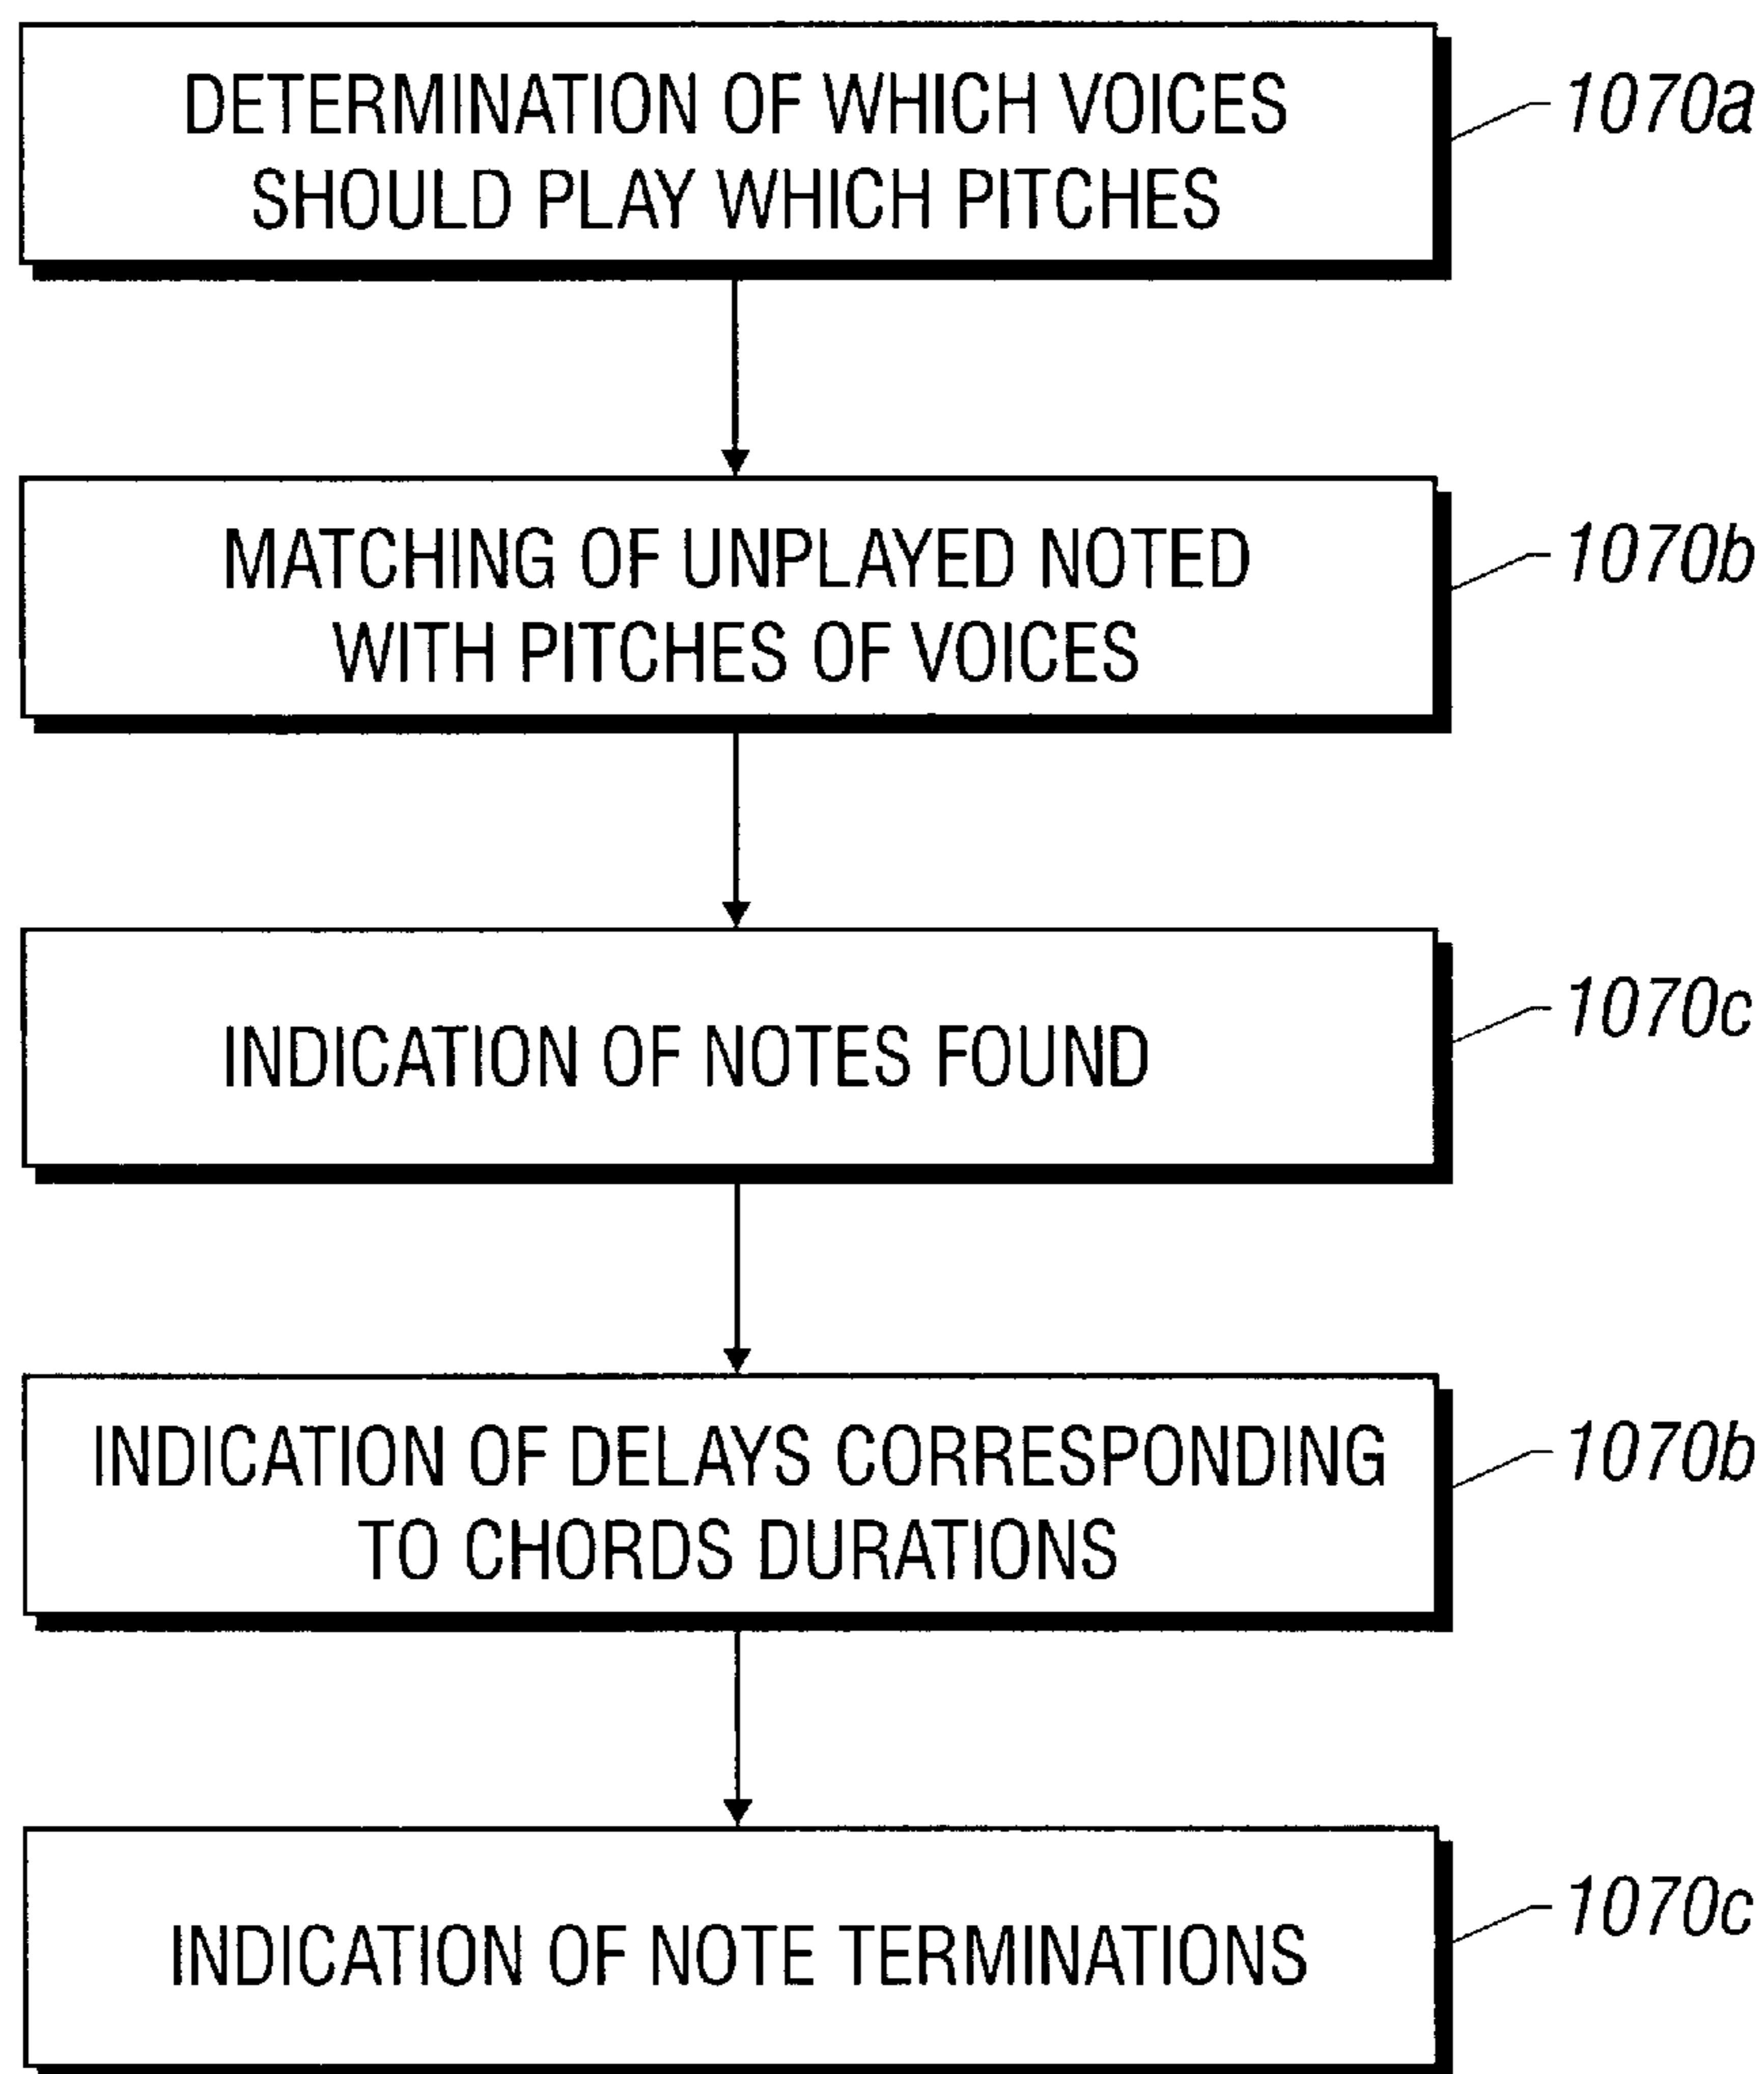 DETERMINATION OF WHICH VOICES
SHOULD PLAY WHICH PITCHES
1070a
MATCHING OF UNPLAYED NOTED
WITH PITCHES OF VOICES
1070b
INDICATION OF NOTES FOUND
1070c
INDICATION OF DELAYS CORRESPONDING
TO CHORDS DURATIONS
1070b
INDICATION OF NOTE TERMINATIONS
1070c